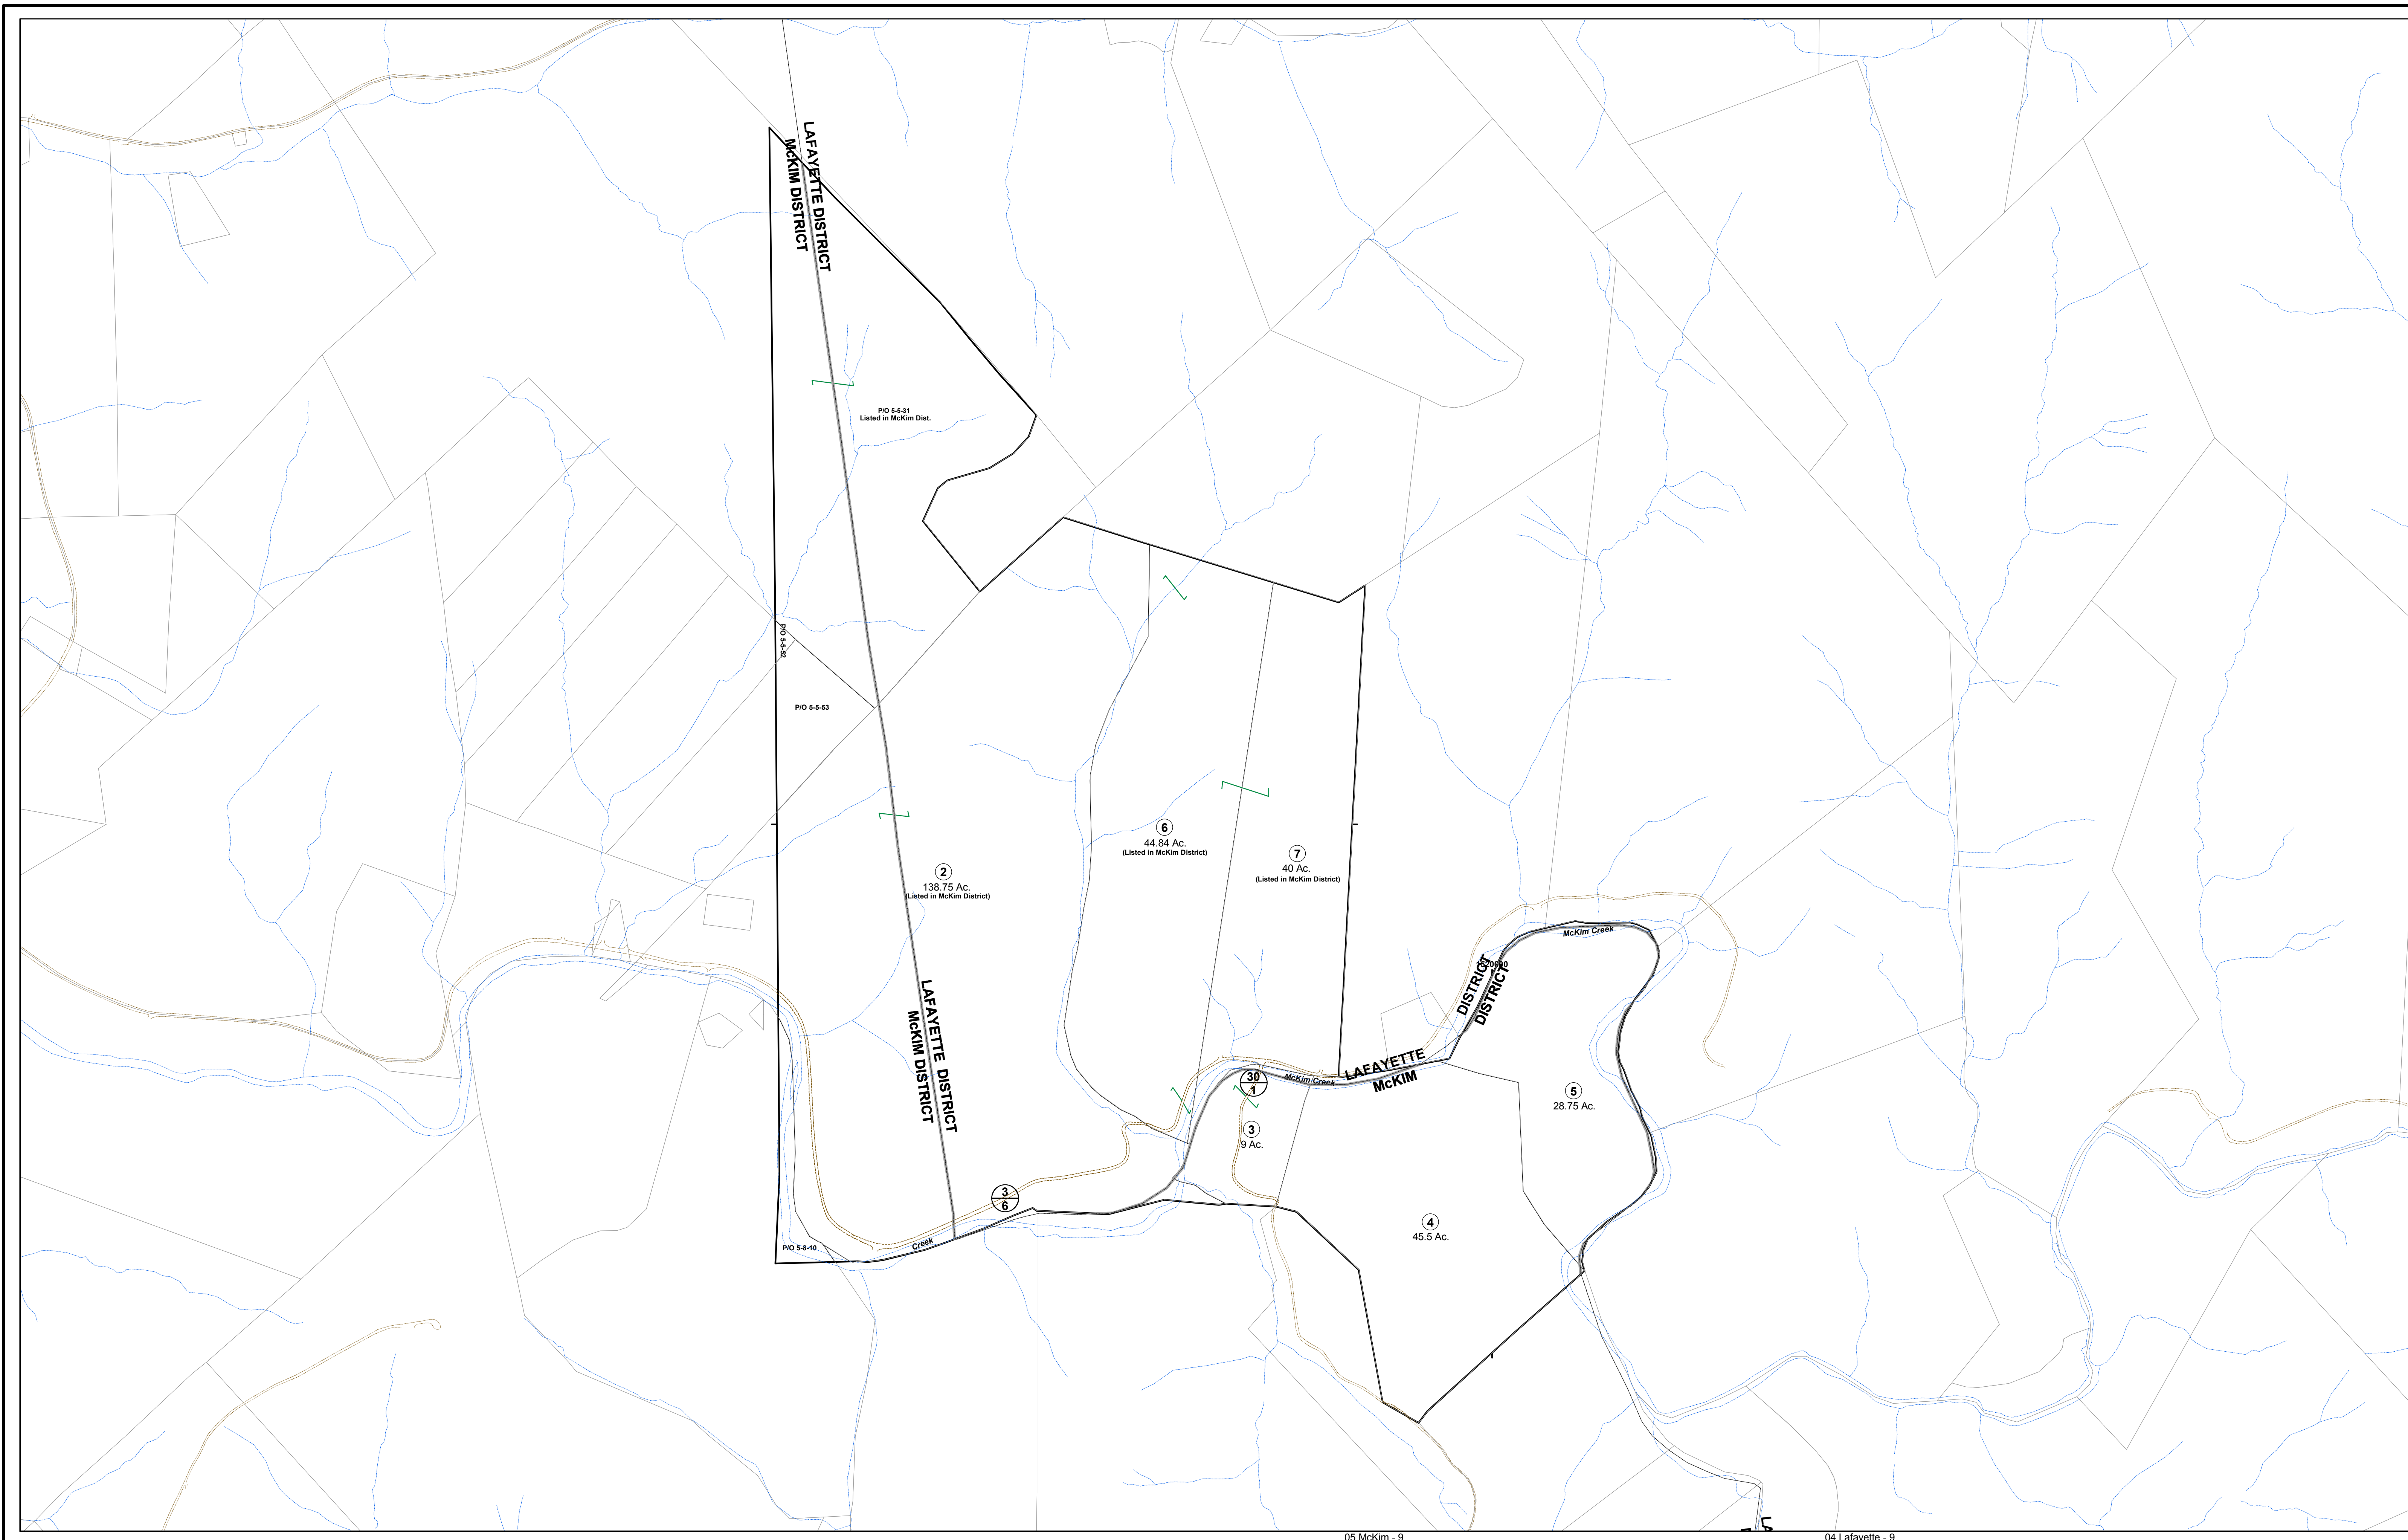 LAFAYETTE DISTRICT
McKIM DISTRICT
P/O 5-5-31
Listed in McKim Dist.
P/O 5-5-52
P/O 5-5-53
6
44.84 Ac.
(Listed in McKim District)
7
40 Ac.
(Listed in McKim District)
2
138.75 Ac.
(Listed in McKim District)
McKim Creek
DISTRICT
DISTRICT
LAFAYETTE DISTRICT
McKIM DISTRICT
LAFAYETTE
McKIM
30
1
McKim Creek
5
28.75 Ac.
3
9 Ac.
3
6
4
45.5 Ac.
P/O 5-8-10
Creek
05 McKim - 9
04 Lafayette - 9